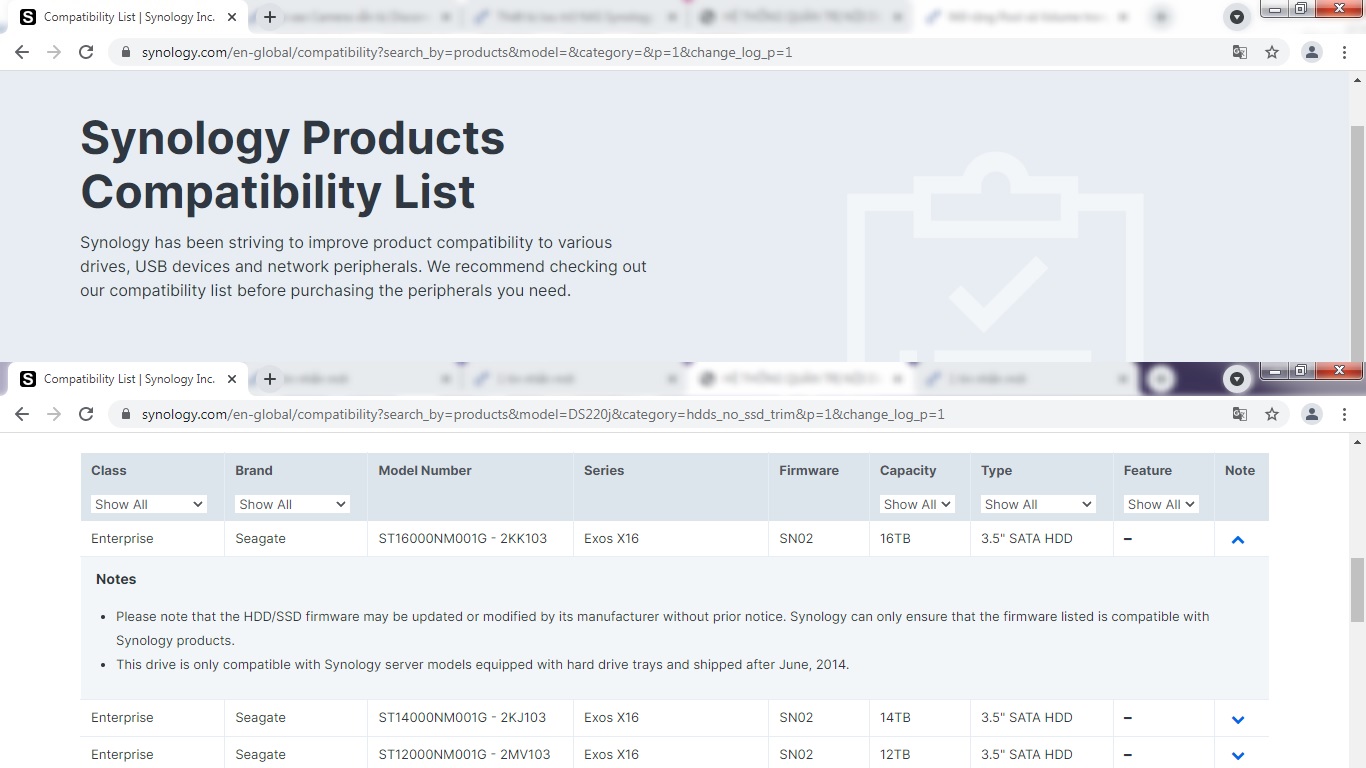 Compatibility List | Synology Inc.
synology.com/en-global/compatibility?search_by=products&model=&category=&p=1&change_log_p=1
Synology Products
Compatibility List
Synology has been striving to improve product compatibility to various
drives, USB devices and network peripherals. We recommend checking out
our compatibility list before purchasing the peripherals you need.
Compatibility List | Synology Inc.
synology.com/en-global/compatibility?search_by=products&model=DS220j&category=hdds_no_ssd_trim&p=1&change_log_p=1
Class Brand Model Number Series Firmware Capacity Type Feature Note
Show All Show All Show All Show All Show All
Enterprise Seagate ST16000NM001G - 2KK103 Exos X16 SN02 16TB 3.5" SATA HDD –
Notes
• Please note that the HDD/SSD firmware may be updated or modified by its manufacturer without prior notice. Synology can only ensure that the firmware listed is compatible with
Synology products.
• This drive is only compatible with Synology server models equipped with hard drive trays and shipped after June, 2014.
Enterprise Seagate ST14000NM001G - 2KJ103 Exos X16 SN02 14TB 3.5" SATA HDD –
Enterprise Seagate ST12000NM001G - 2MV103 Exos X16 SN02 12TB 3.5" SATA HDD –